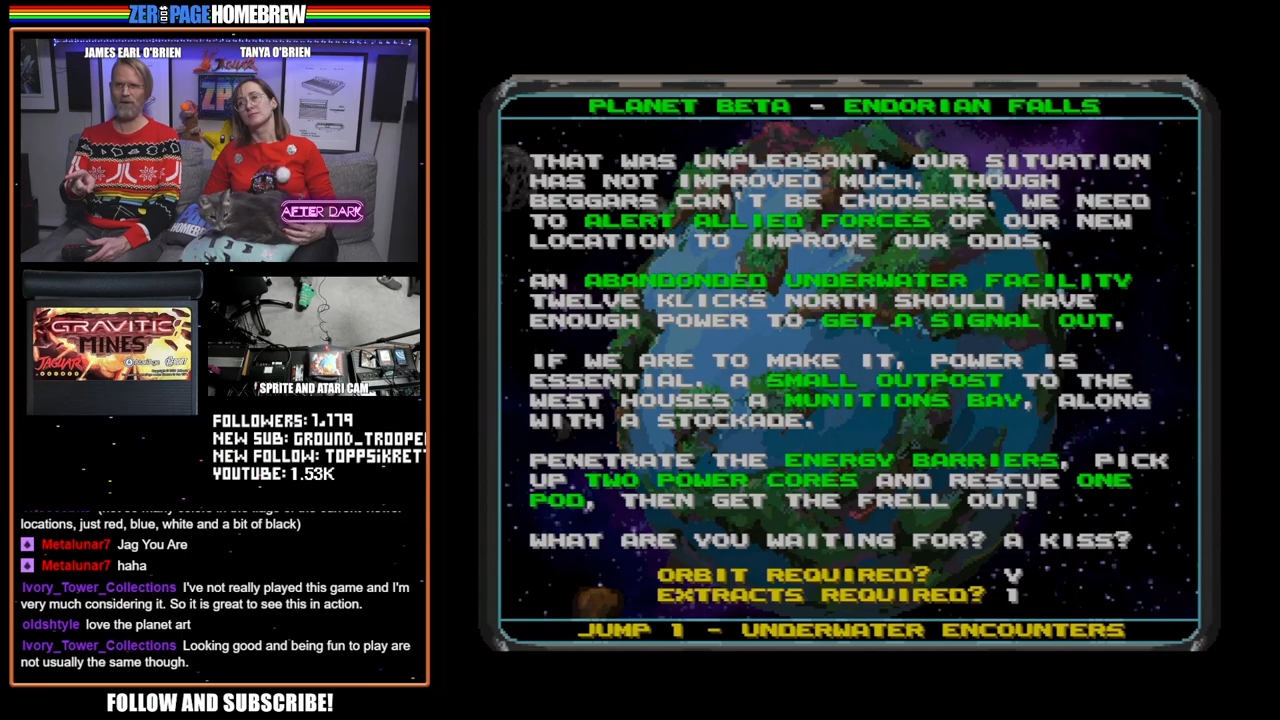 ZEROPAGE HOMEBREW
JAMES EARL O'BRIEN
TANYA O'BRIEN
AFTER DARK
GRAVITIC
MINES
JAGUAR
SPRITE AND ATARI CAM
FOLLOWERS: 1,179
NEW SUB: GROUND_TROOPE
NEW FOLLOW: TOPPSIKRET
YOUTUBE: 1.53K
locations, just red, blue, white and a bit of black)
Metalunar7 Jag You Are
Metalunar7 haha
Ivory_Tower_Collections I've not really played this game and I'm
very much considering it. So it is great to see this in action.
oldshtyle love the planet art
Ivory_Tower_Collections Looking good and being fun to play are
not usually the same though.
FOLLOW AND SUBSCRIBE!
PLANET BETA - ENDORIAN FALLS
THAT WAS UNPLEASANT. OUR SITUATION
HAS NOT IMPROVED MUCH, THOUGH
BEGGARS CAN'T BE CHOOSERS. WE NEED
TO ALERT ALLIED FORCES OF OUR NEW
LOCATION TO IMPROVE OUR ODDS.
AN ABANDONDED UNDERWATER FACILITY
TWELVE KLICKS NORTH SHOULD HAVE
ENOUGH POWER TO GET A SIGNAL OUT.
IF WE ARE TO MAKE IT, POWER IS
ESSENTIAL. A SMALL OUTPOST TO THE
WEST HOUSES A MUNITIONS BAY, ALONG
WITH A STOCKADE.
PENETRATE THE ENERGY BARRIERS, PICK
UP TWO POWER CORES AND RESCUE ONE
POD, THEN GET THE FRELL OUT!
WHAT ARE YOU WAITING FOR? A KISS?
ORBIT REQUIRED? Y
EXTRACTS REQUIRED? 1
JUMP 1 - UNDERWATER ENCOUNTERS